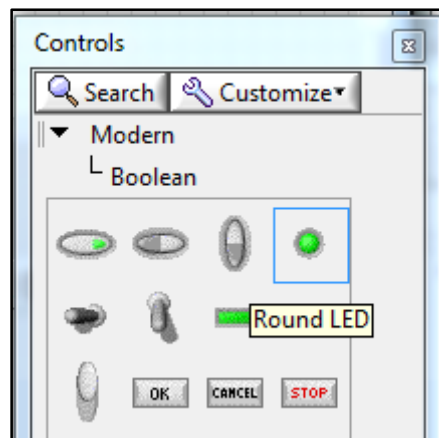 Controls
Search Customize
Modern
Boolean
Round LED
OK CANCEL STOP